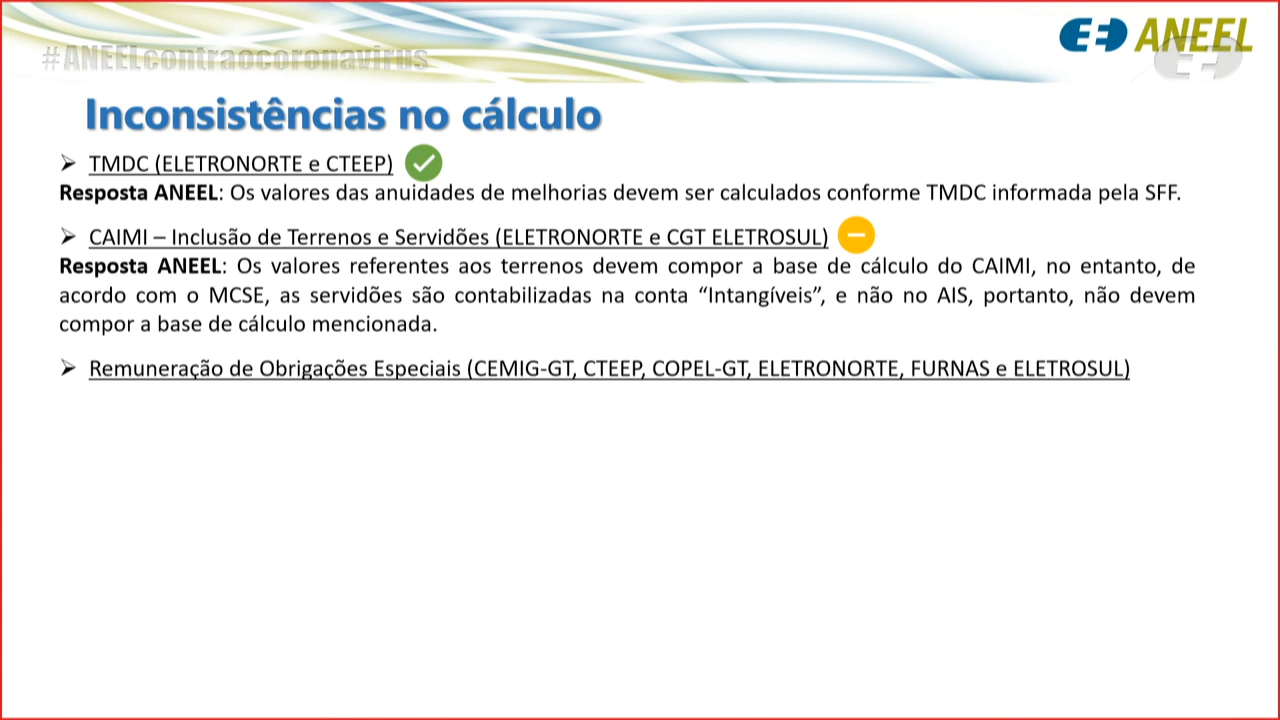 #ANEELcontraocoronavirus
ANEEL
Inconsistências no cálculo
TMDC (ELETRONORTE e CTEEP)
Resposta ANEEL: Os valores das anuidades de melhorias devem ser calculados conforme TMDC informada pela SFF.
CAIMI – Inclusão de Terrenos e Servidões (ELETRONORTE e CGT ELETROSUL)
Resposta ANEEL: Os valores referentes aos terrenos devem compor a base de cálculo do CAIMI, no entanto, de
acordo com o MCSE, as servidões são contabilizadas na conta “Intangíveis”, e não no AIS, portanto, não devem
compor a base de cálculo mencionada.
Remuneração de Obrigações Especiais (CEMIG-GT, CTEEP, COPEL-GT, ELETRONORTE, FURNAS e ELETROSUL)